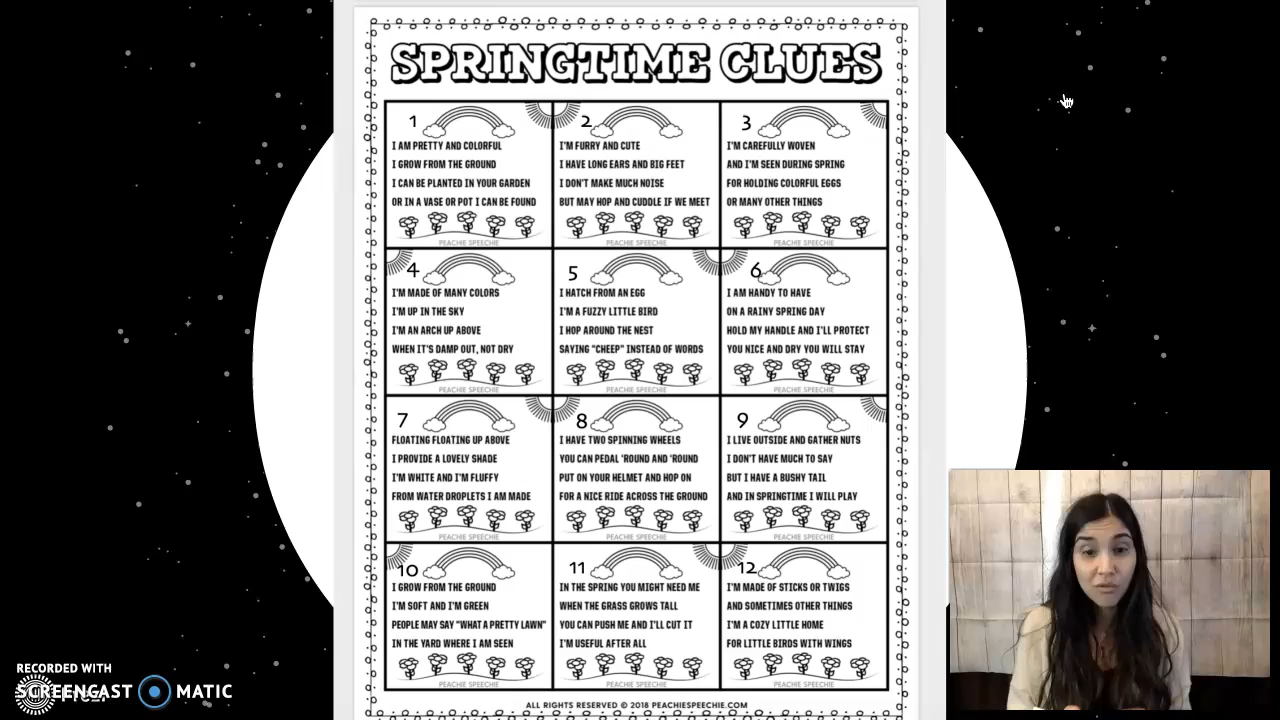 SPRINGTIME CLUES
1
I AM PRETTY AND COLORFUL
I GROW FROM THE GROUND
I CAN BE PLANTED IN YOUR GARDEN
OR IN A VASE OR POT I CAN BE FOUND
PEACHIE SPEECHIE
2
I'M FURRY AND CUTE
I HAVE LONG EARS AND BIG FEET
I DON'T MAKE MUCH NOISE
BUT MAY HOP AND CUDDLE IF WE MEET
PEACHIE SPEECHIE
3
I'M CAREFULLY WOVEN
AND I'M SEEN DURING SPRING
FOR HOLDING COLORFUL EGGS
OR MANY OTHER THINGS
PEACHIE SPEECHIE
4
I'M MADE OF MANY COLORS
I'M UP IN THE SKY
I'M AN ARCH UP ABOVE
WHEN IT'S DAMP OUT, NOT DRY
PEACHIE SPEECHIE
5
I HATCH FROM AN EGG
I'M A FUZZY LITTLE BIRD
I HOP AROUND THE NEST
SAYING "CHEEP" INSTEAD OF WORDS
PEACHIE SPEECHIE
6
I AM HANDY TO HAVE
ON A RAINY SPRING DAY
HOLD MY HANDLE AND I'LL PROTECT
YOU NICE AND DRY YOU WILL STAY
PEACHIE SPEECHIE
7
FLOATING FLOATING UP ABOVE
I PROVIDE A LOVELY SHADE
I'M WHITE AND I'M FLUFFY
FROM WATER DROPLETS I AM MADE
PEACHIE SPEECHIE
8
I HAVE TWO SPINNING WHEELS
YOU CAN PEDAL 'ROUND AND 'ROUND
PUT ON YOUR HELMET AND HOP ON
FOR A NICE RIDE ACROSS THE GROUND
PEACHIE SPEECHIE
9
I LIVE OUTSIDE AND GATHER NUTS
I DON'T HAVE MUCH TO SAY
BUT I HAVE A BUSHY TAIL
AND IN SPRINGTIME I WILL PLAY
PEACHIE SPEECHIE
10
I GROW FROM THE GROUND
I'M SOFT AND I'M GREEN
PEOPLE MAY SAY "WHAT A PRETTY LAWN"
IN THE YARD WHERE I AM SEEN
PEACHIE SPEECHIE
11
IN THE SPRING YOU MIGHT NEED ME
WHEN THE GRASS GROWS TALL
YOU CAN PUSH ME AND I'LL CUT IT
I'M USEFUL AFTER ALL
PEACHIE SPEECHIE
12
I'M MADE OF STICKS OR TWIGS
AND SOMETIMES OTHER THINGS
I'M A COZY LITTLE HOME
FOR LITTLE BIRDS WITH WINGS
PEACHIE SPEECHIE
ALL RIGHTS RESERVED © 2018 PEACHIESPEECHIE.COM
RECORDED WITH
SCREENCAST MATIC